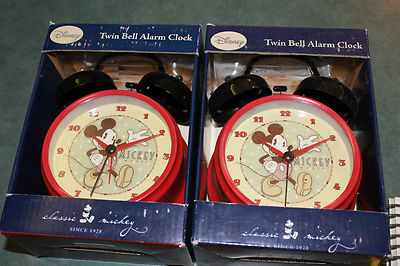 Disney
Twin Bell Alarm Clock
12
1
2
3
4
5
7
8
9
10
11
MICKEY
classic mickey
SINCE 1928
Disney
Twin Bell Alarm Clock
12
1
2
3
4
5
7
8
9
10
11
MICKEY
classic mickey
SINCE 1928